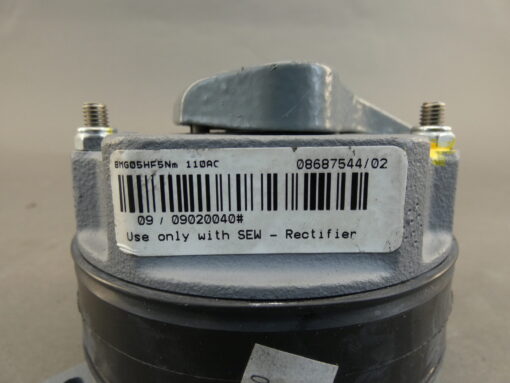 BMG05HF5Nm 110AC 08687544/02
09 / 09020040#
Use only with SEW - Rectifier